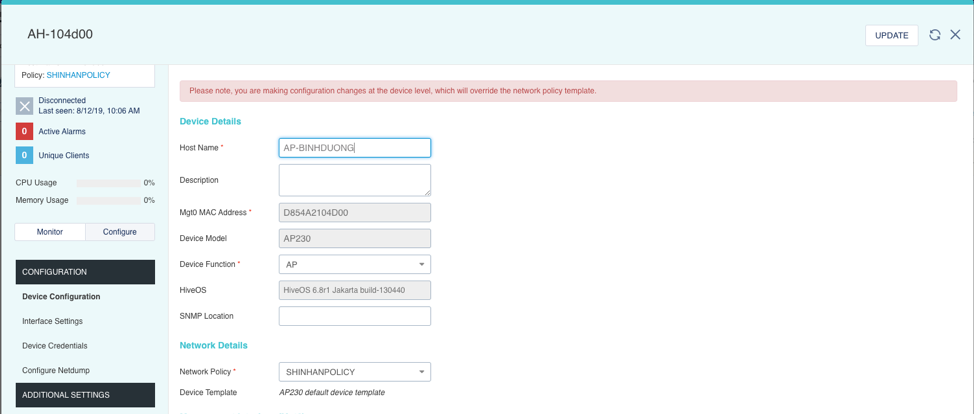 AH-104d00
UPDATE
Policy: SHINHANPOLICY
Disconnected
Last seen: 8/12/19, 10:06 AM
0 Active Alarms
0 Unique Clients
CPU Usage 0%
Memory Usage 0%
Monitor Configure
CONFIGURATION
Device Configuration
Interface Settings
Device Credentials
Configure Netdump
ADDITIONAL SETTINGS
Please note, you are making configuration changes at the device level, which will override the network policy template.
Device Details
Host Name * AP-BINHDUONG
Description
Mgt0 MAC Address * D854A2104D00
Device Model AP230
Device Function * AP
HiveOS HiveOS 6.8r1 Jakarta build-130440
SNMP Location
Network Details
Network Policy * SHINHANPOLICY
Device Template AP230 default device template